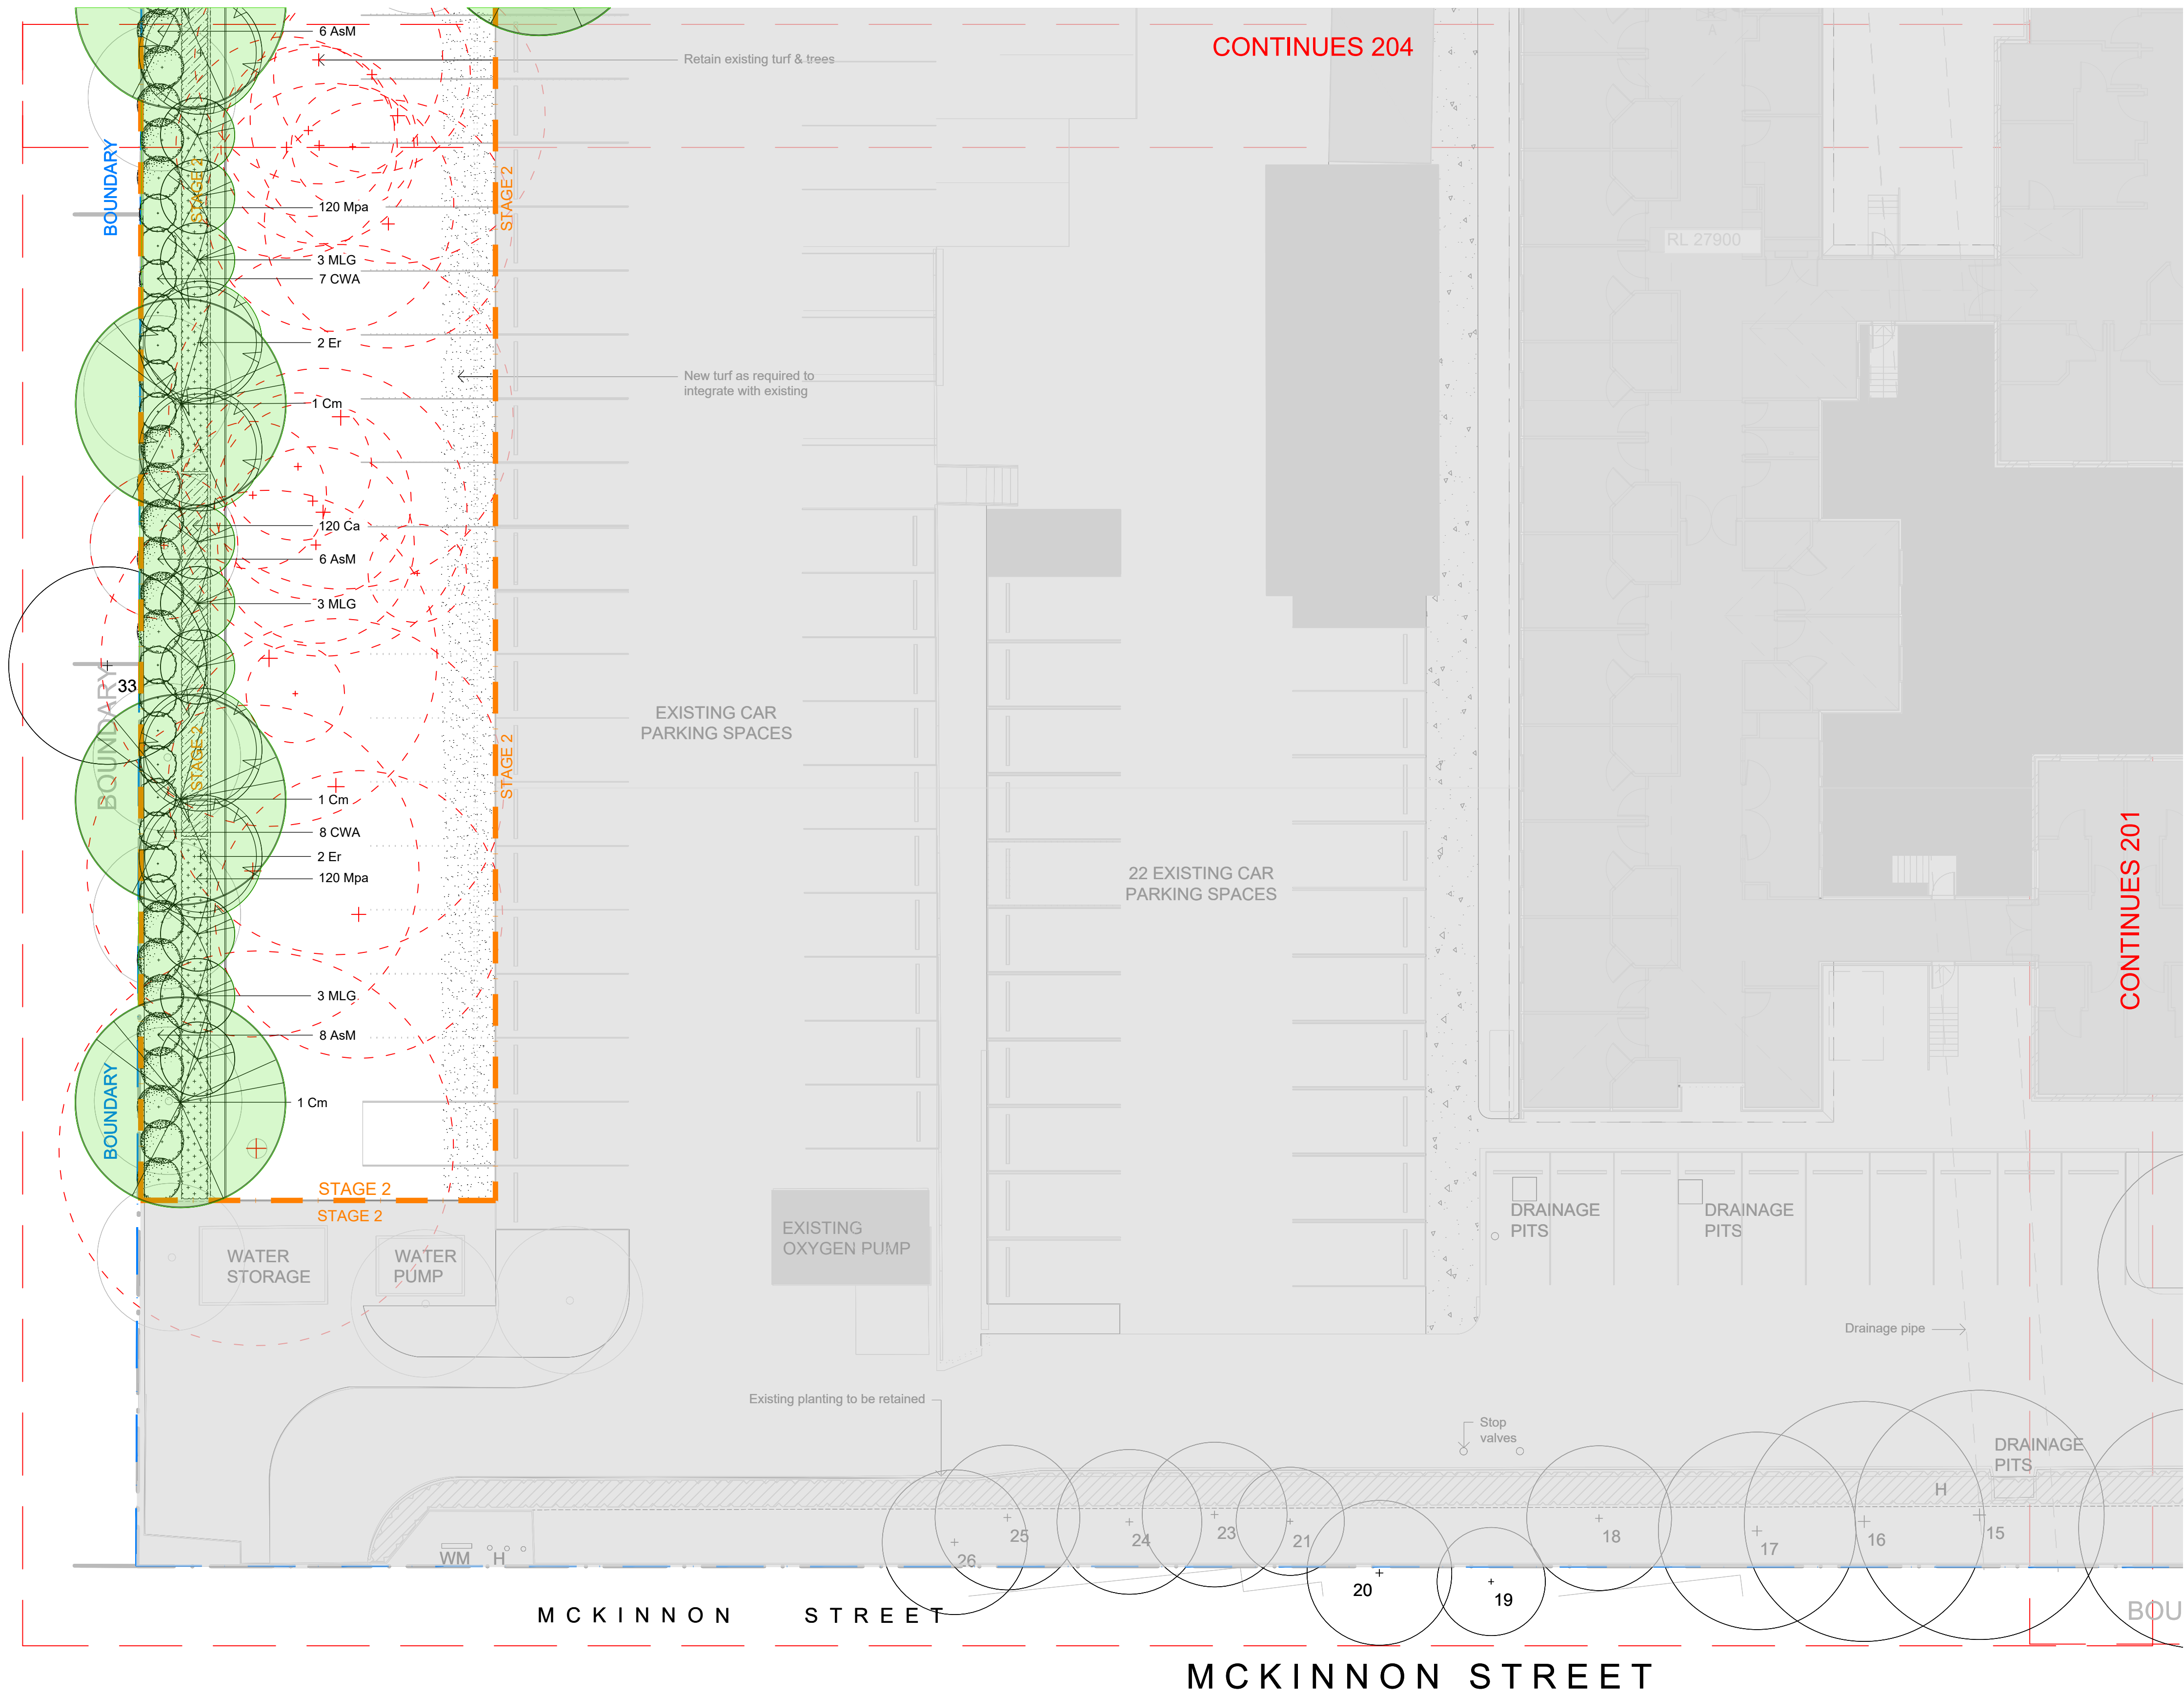 6 AsM
CONTINUES 204
Retain existing turf & trees
BOUNDARY
STAGE 2
STAGE 2
120 Mpa
RL 27900
3 MLG
7 CWA
2 Er
New turf as required to
integrate with existing
1 Cm
120 Ca
6 AsM
3 MLG
33
BOUNDARY
STAGE 2
STAGE 2
EXISTING CAR
PARKING SPACES
1 Cm
8 CWA
2 Er
120 Mpa
22 EXISTING CAR
PARKING SPACES
CONTINUES 201
3 MLG
8 AsM
BOUNDARY
1 Cm
STAGE 2
STAGE 2
DRAINAGE
PITS
DRAINAGE
PITS
WATER
STORAGE
WATER
PUMP
EXISTING
OXYGEN PUMP
Drainage pipe
Existing planting to be retained
Stop
valves
DRAINAGE
PITS
H
WM
H
26
25
24
23
21
20
19
18
17
16
15
MCKINNON STREET
BOU
MCKINNON STREET